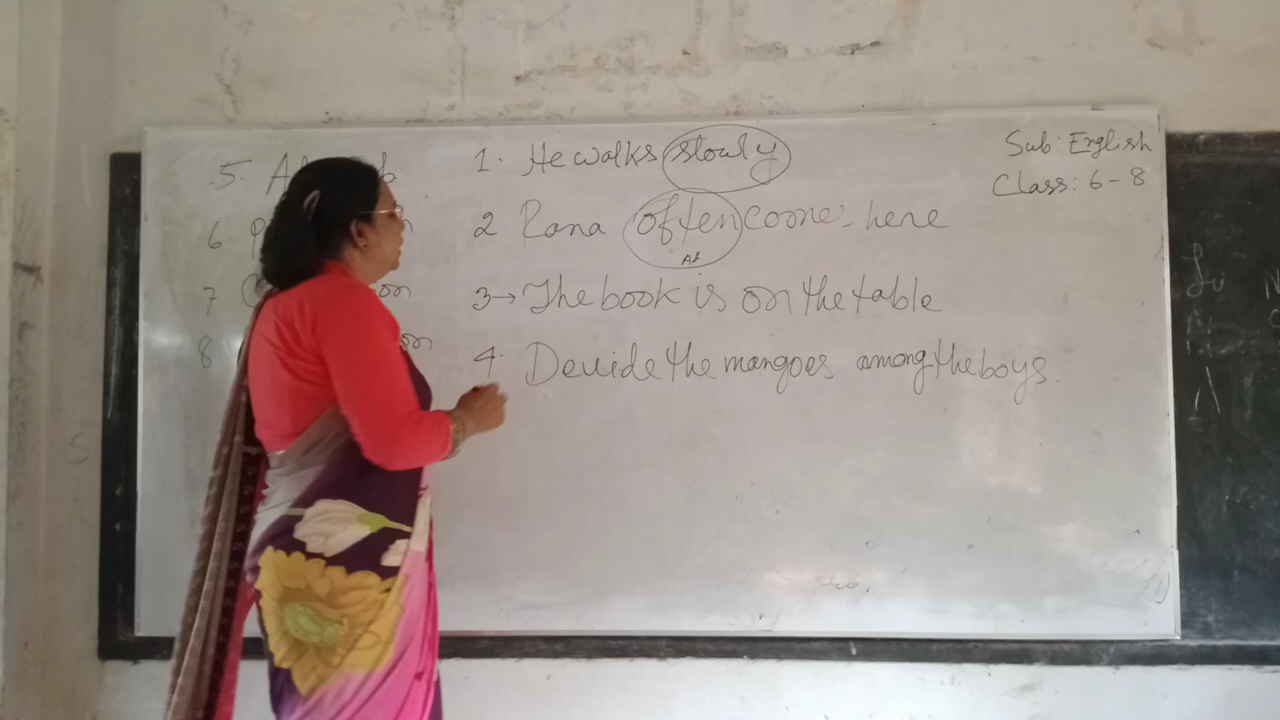 Sub: English
Class: 6-8
5.
6.
7.
8
1. He walks slowly
2 Rana often come here
3→ The book is on the table
4. Devide the mangoes among the boys